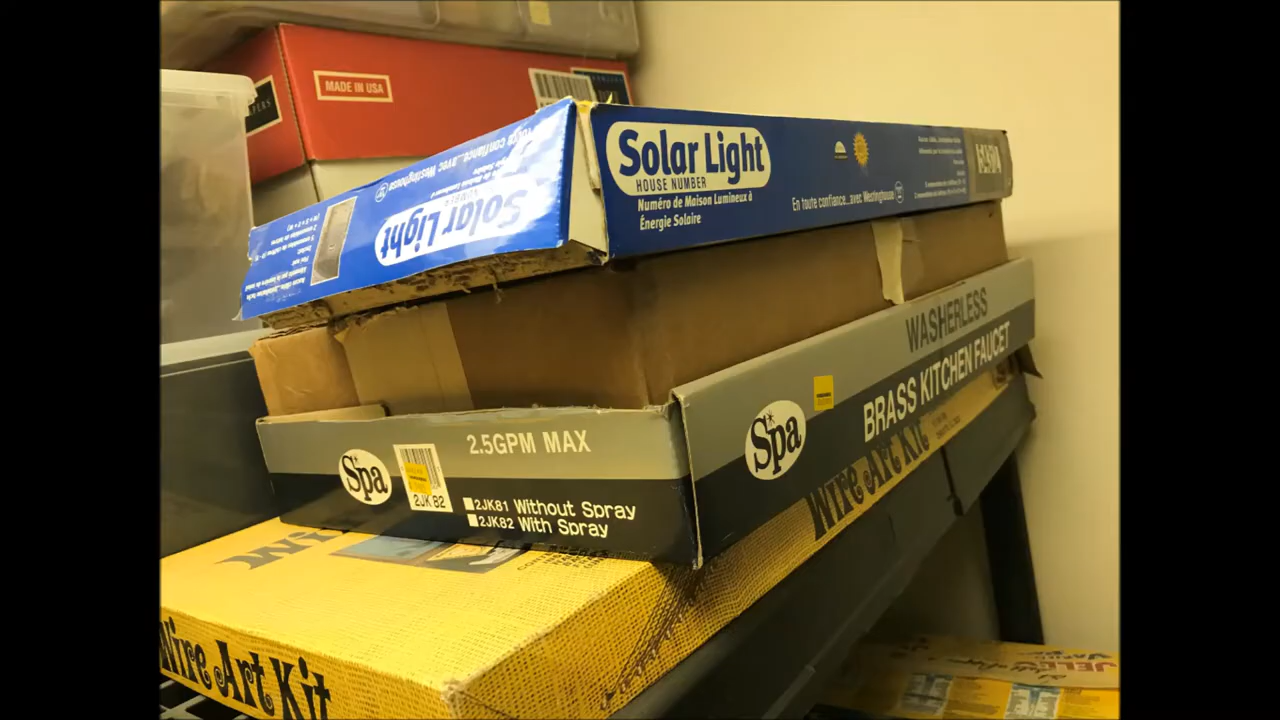 MADE IN USA
Solar Light
HOUSE NUMBER
Numéro de Maison Lumineux à
Énergie Solaire
En toute confiance...avec Westinghouse
Solar Light
WASHERLESS
BRASS KITCHEN FAUCET
Spa
Spa
2.5GPM MAX
2JK 82
2JK81 Without Spray
2JK82 With Spray
Wire Art Kit
Wire Art Kit